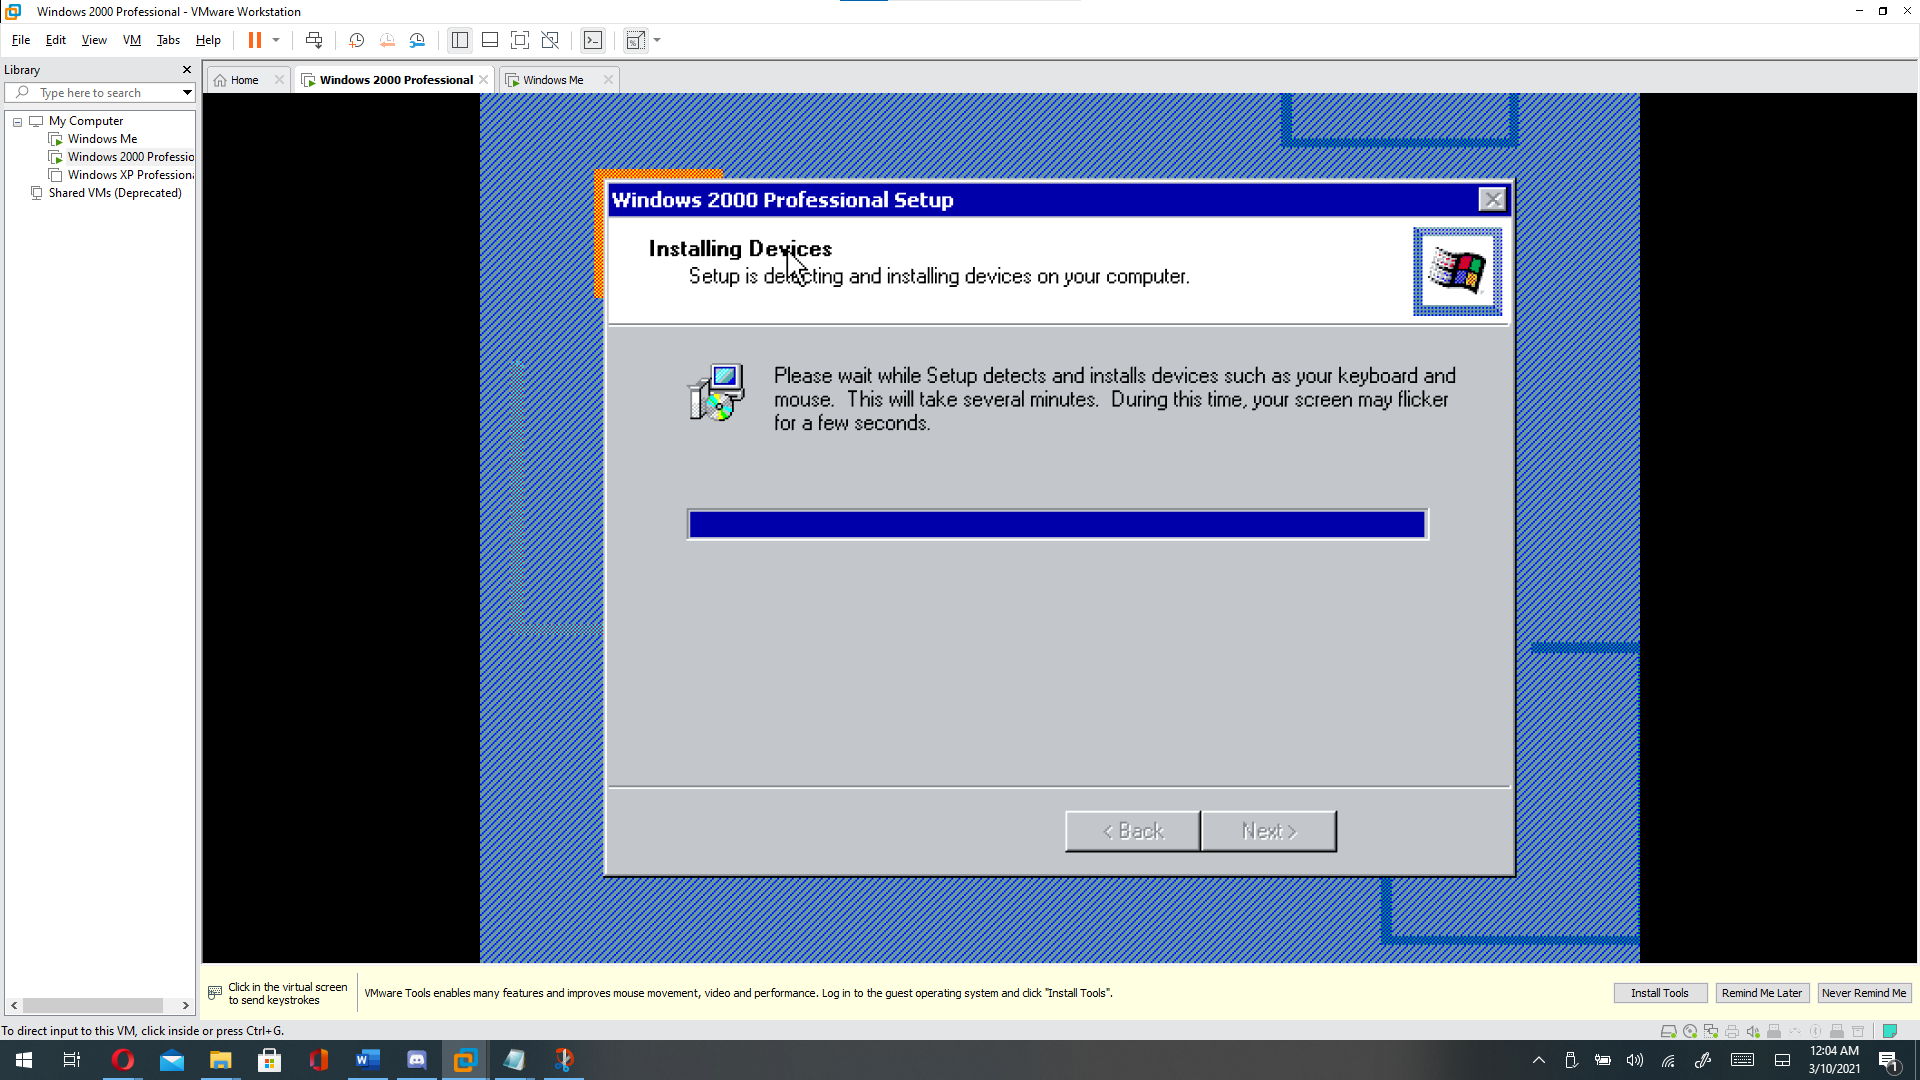 Windows 2000 Professional - VMware Workstation
File Edit View VM Tabs Help
Library
Type here to search
My Computer
Windows Me
Windows 2000 Professio
Windows XP Professiona
Shared VMs (Deprecated)
Home
Windows 2000 Professional
Windows Me
Windows 2000 Professional Setup
Installing Devices
Setup is detecting and installing devices on your computer.
Please wait while Setup detects and installs devices such as your keyboard and
mouse. This will take several minutes. During this time, your screen may flicker
for a few seconds.
< Back
Next >
Click in the virtual screen
to send keystrokes
VMware Tools enables many features and improves mouse movement, video and performance. Log in to the guest operating system and click "Install Tools".
Install Tools
Remind Me Later
Never Remind Me
To direct input to this VM, click inside or press Ctrl+G.
12:04 AM
3/10/2021
1